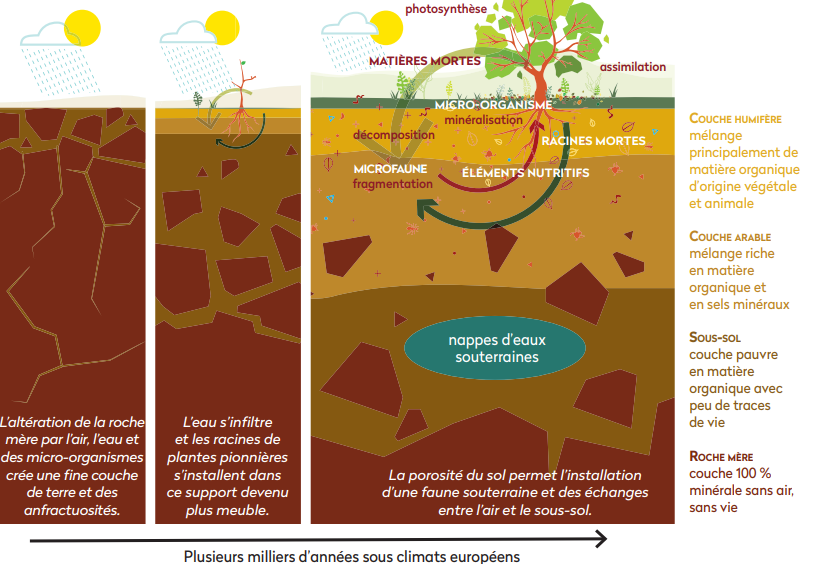 photosynthèse
MATIÈRES MORTES
assimilation
MICRO-ORGANISME
minéralisation
décomposition
RACINES MORTES
MICROFAUNE
fragmentation
ÉLÉMENTS NUTRITIFS
nappes d'eaux
souterraines
L'altération de la roche
mère par l'air, l'eau et
des micro-organismes
crée une fine couche
de terre et des
anfractuosités.
L'eau s'infiltre
et les racines de
plantes pionnières
s'installent dans
ce support devenu
plus meuble.
La porosité du sol permet l'installation
d'une faune souterraine et des échanges
entre l'air et le sous-sol.
COUCHE HUMIFÈRE
mélange
principalement de
matière organique
d'origine végétale
et animale
COUCHE ARABLE
mélange riche
en matière
organique et
en sels minéraux
SOUS-SOL
couche pauvre
en matière
organique avec
peu de traces
de vie
ROCHE MÈRE
couche 100 %
minérale sans air,
sans vie
Plusieurs milliers d'années sous climats européens